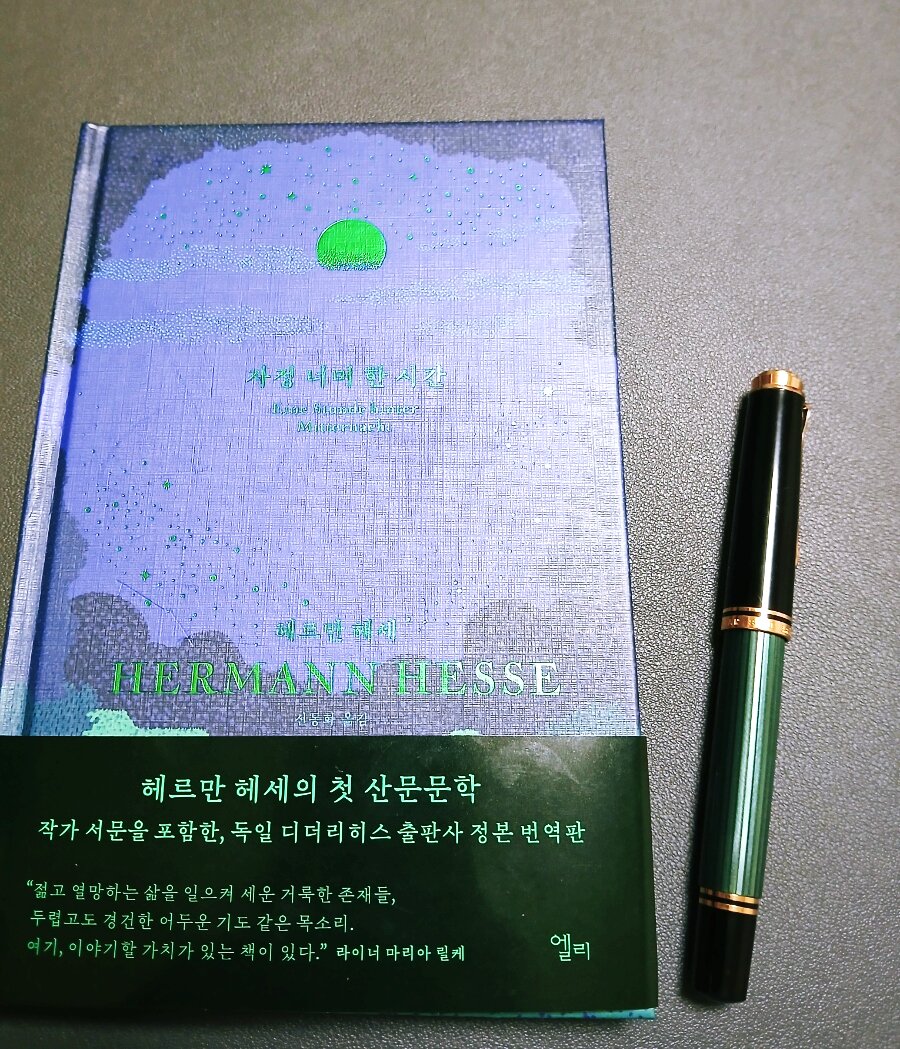 자정 너머 한 시간
Eine Stunde hinter
Mitternacht
헤르만 헤세
HERMANN HESSE
신동화 옮김
헤르만 헤세의 첫 산문문학
작가 서문을 포함한, 독일 디더리히스 출판사 정본 번역판
“젊고 열망하는 삶을 일으켜 세운 거룩한 존재들,
두렵고도 경건한 어두운 기도 같은 목소리.
여기, 이야기할 가치가 있는 책이 있다.” 라이너 마리아 릴케
엘리